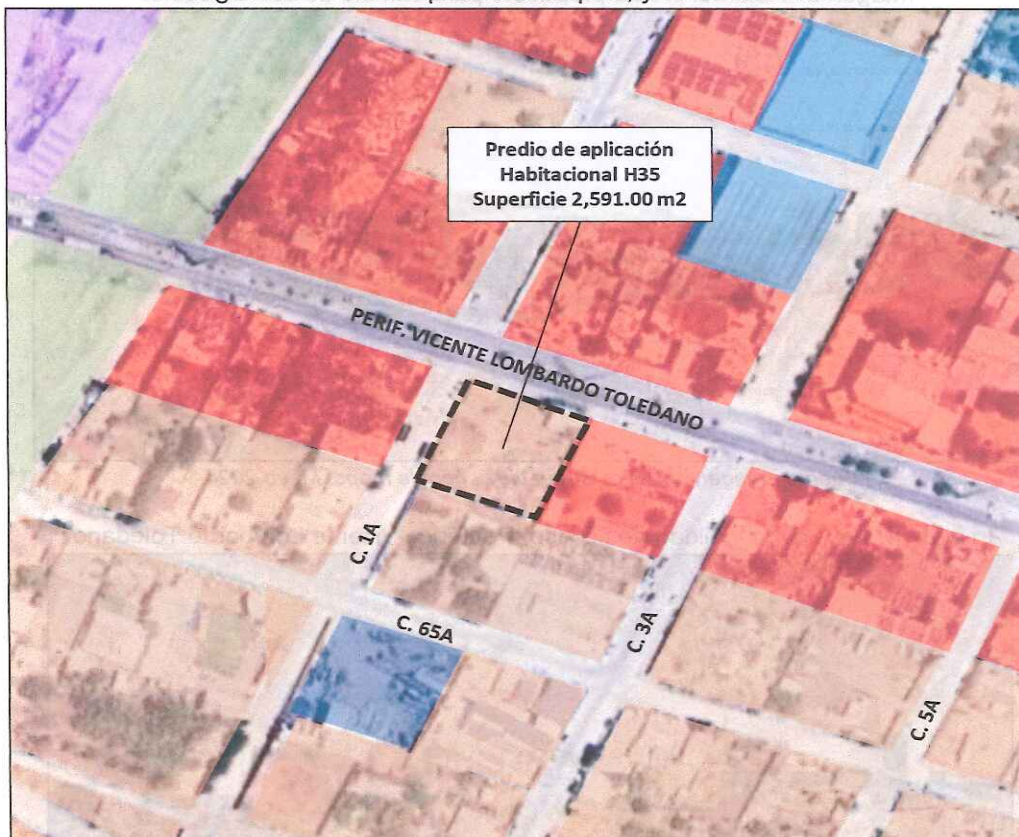 Predio de aplicación
Habitacional H35
Superficie 2,591.00 m2
PERIF. VICENTE LOMBARDO TOLEDANO
C. 1A
C. 65A
C. 3A
C. 5A